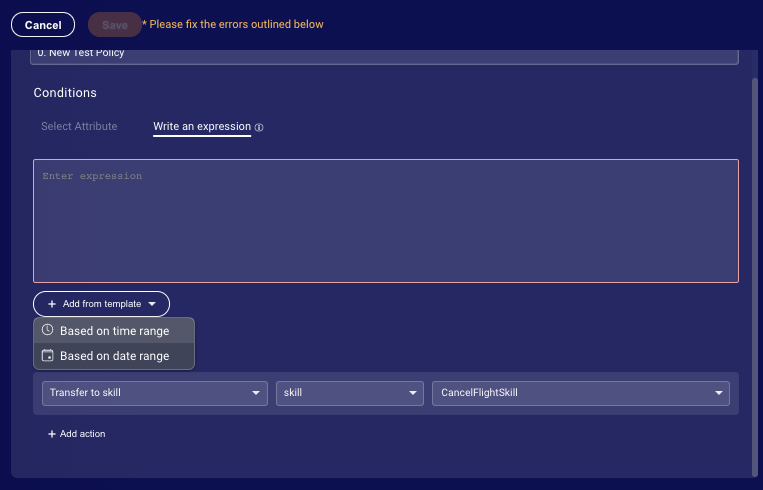 Cancel
Save
* Please fix the errors outlined below
0. New Test Policy
Conditions
Select Attribute
Write an expression
Enter expression
+ Add from template
Based on time range
Based on date range
Transfer to skill
skill
CancelFlightSkill
+ Add action